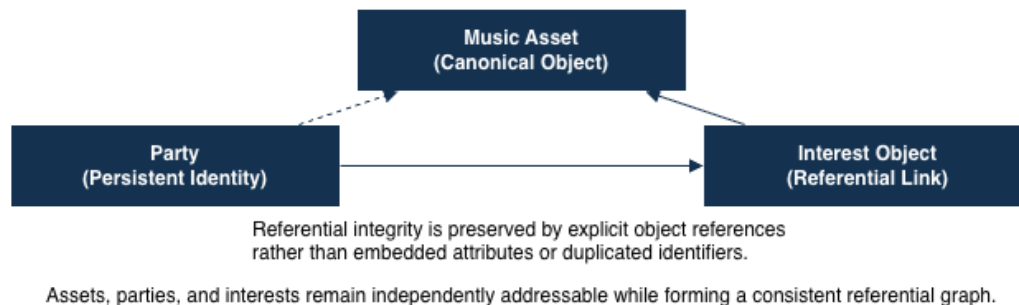 Music Asset
(Canonical Object)
Party
(Persistent Identity)
Interest Object
(Referential Link)
Referential integrity is preserved by explicit object references
rather than embedded attributes or duplicated identifiers.
Assets, parties, and interests remain independently addressable while forming a consistent referential graph.